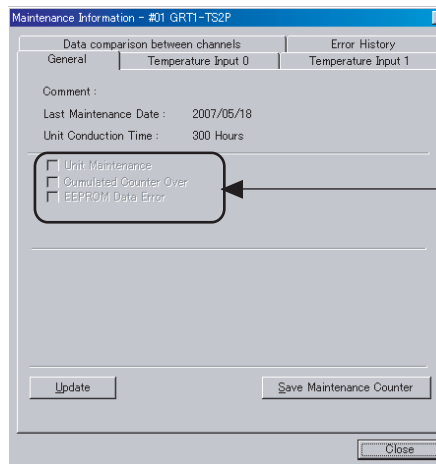 Maintenance Information - #01 GRT1-TS2P
Data comparison between channels
Error History
General
Temperature Input 0
Temperature Input 1
Comment :
Last Maintenance Date : 2007/05/18
Unit Conduction Time : 300 Hours
Unit Maintenance
Cumulated Counter Over
EEPROM Data Error
Update
Save Maintenance Counter
Close